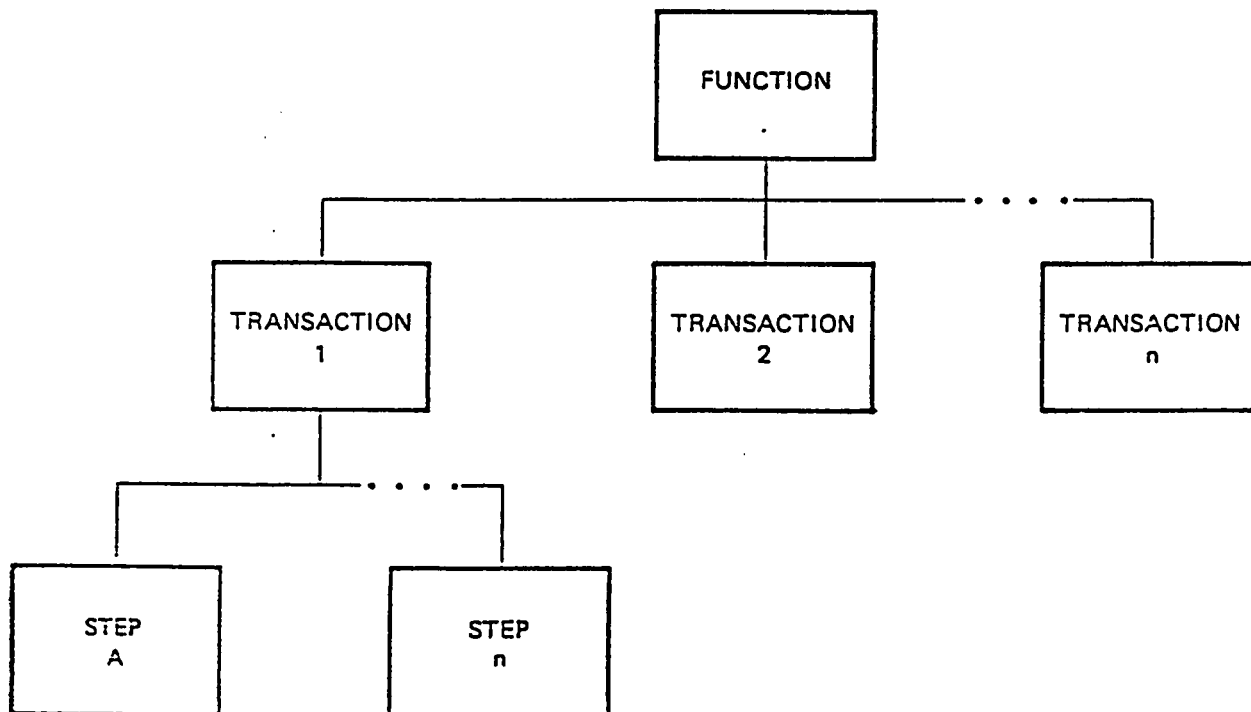 FUNCTION
TRANSACTION
1
TRANSACTION
2
TRANSACTION
n
STEP
A
STEP
n